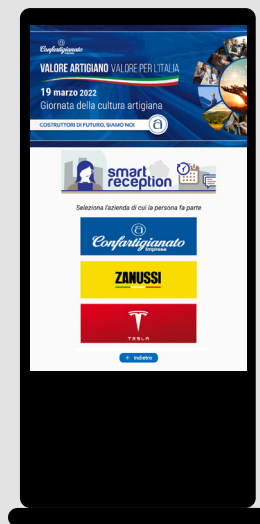 Confartigianato
VALORE ARTIGIANO VALORE PER L'ITALIA
19 marzo 2022
Giornata della cultura artigiana
COSTRUTTORI DI FUTURO, SIAMO NOI
smart
reception
Seleziona l'azienda di cui la persona fa parte
Confartigianato
Imprese
ZANUSSI
TESLA
Indietro